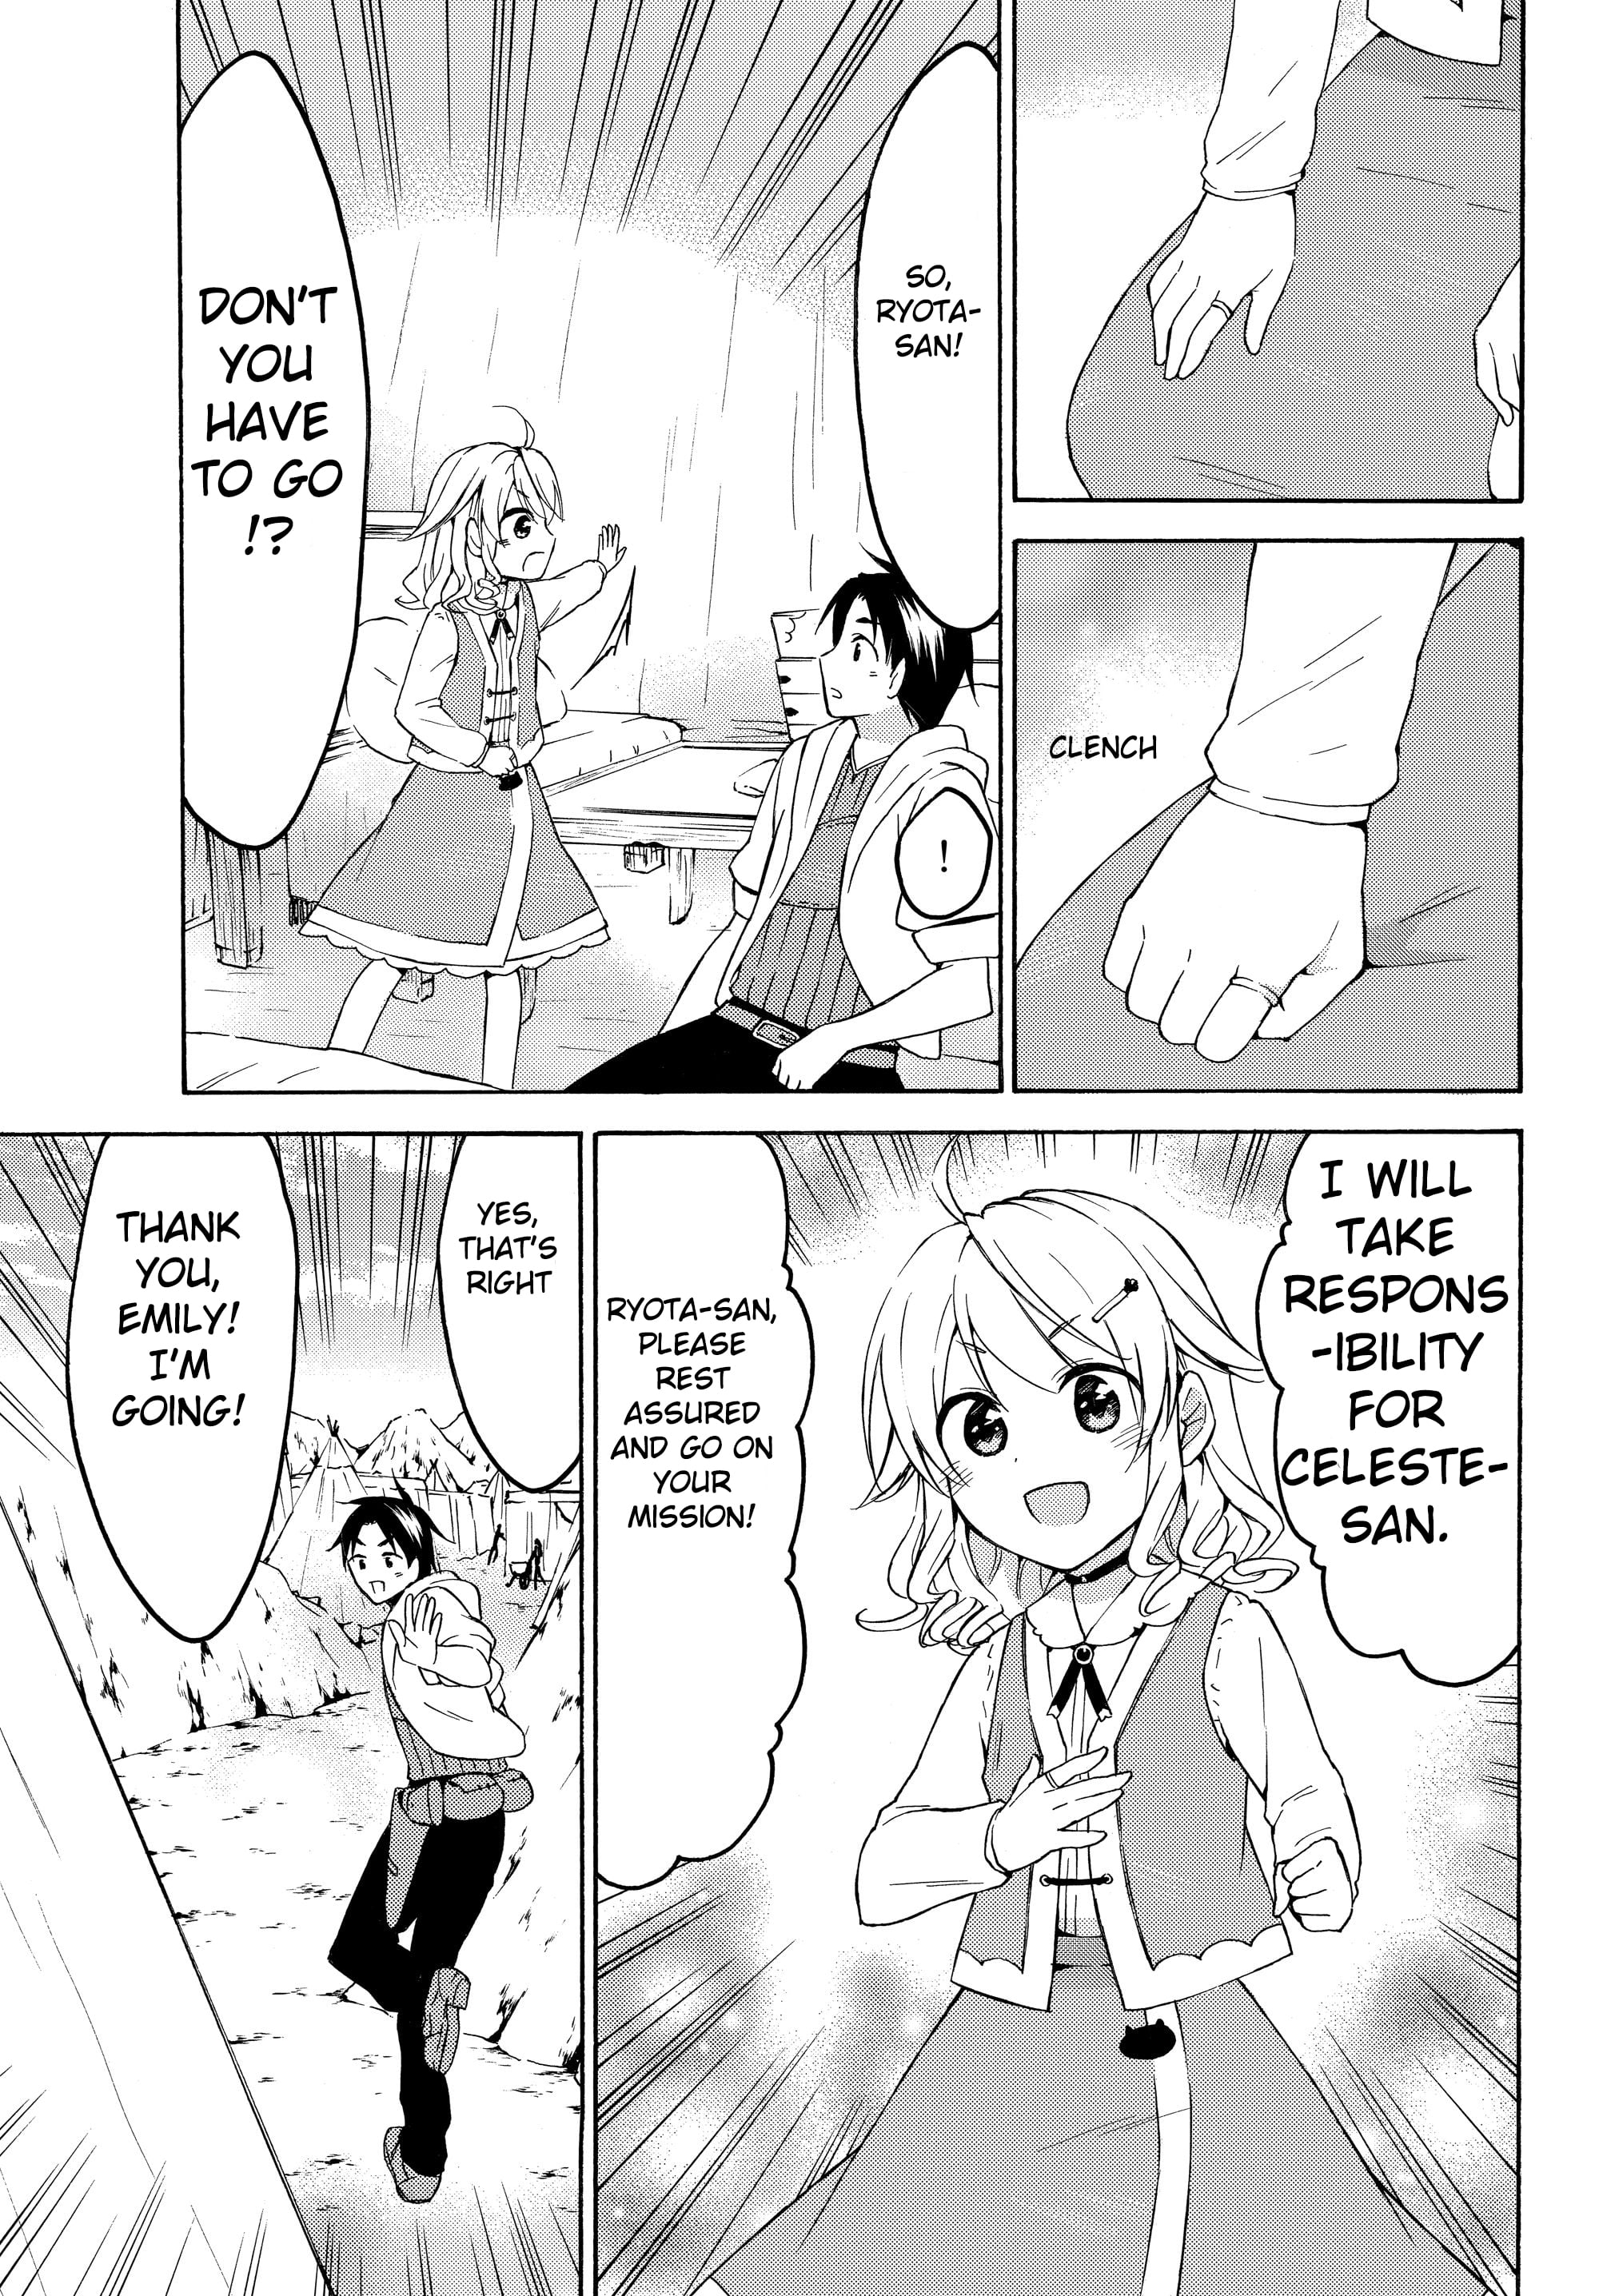 CLENCH
SO,
RYOTA-
SAN!
!
DON'T
YOU
HAVE
TO GO
!?
I WILL
TAKE
RESPONS
-IBILITY
FOR
CELESTE-
SAN.
RYOTA-SAN,
PLEASE
REST
ASSURED
AND GO ON
YOUR
MISSION!
YES,
THAT'S
RIGHT
THANK
YOU,
EMILY!
I'M
GOING!